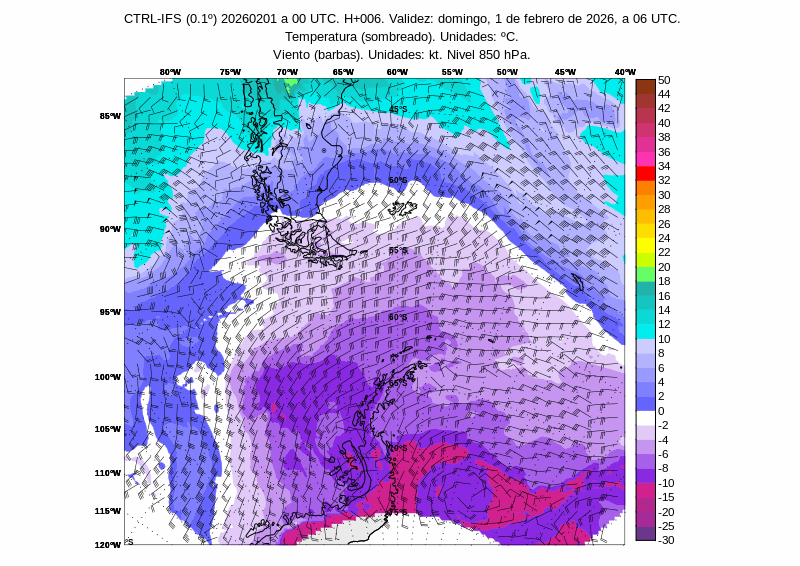 CTRL-IFS (0.1º) 20260201 a 00 UTC. H+006. Validez: domingo, 1 de febrero de 2026, a 06 UTC.
Temperatura (sombreado). Unidades: ºC.
Viento (barbas). Unidades: kt. Nivel 850 hPa.
80°W 75°W 70°W 65°W 60°W 55°W 50°W 45°W 40°W
85°W
90°W
95°W
100°W
105°W
110°W
115°W
120°W
45°S
50°S
55°S
60°S
65°S
70°S
75°S
°S
50
44
42
40
38
36
34
32
30
28
26
24
22
20
18
16
14
12
10
8
6
4
2
0
-2
-4
-6
-8
-10
-15
-20
-25
-30